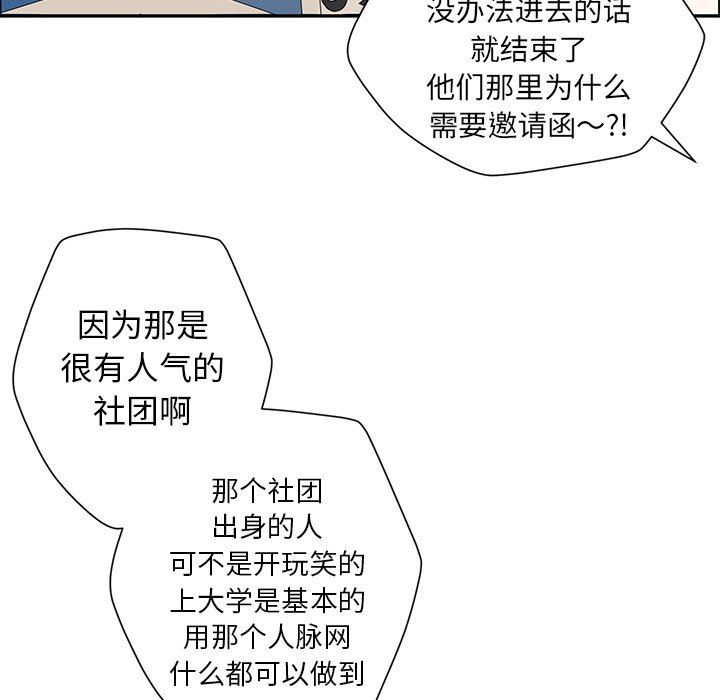 没办法进去的话
就结束了
他们那里为什么
需要邀请函～?!
因为那是
很有人气的
社团啊
那个社团
出身的人
可不是开玩笑的
上大学是基本的
用那个人脉网
什么都可以做到